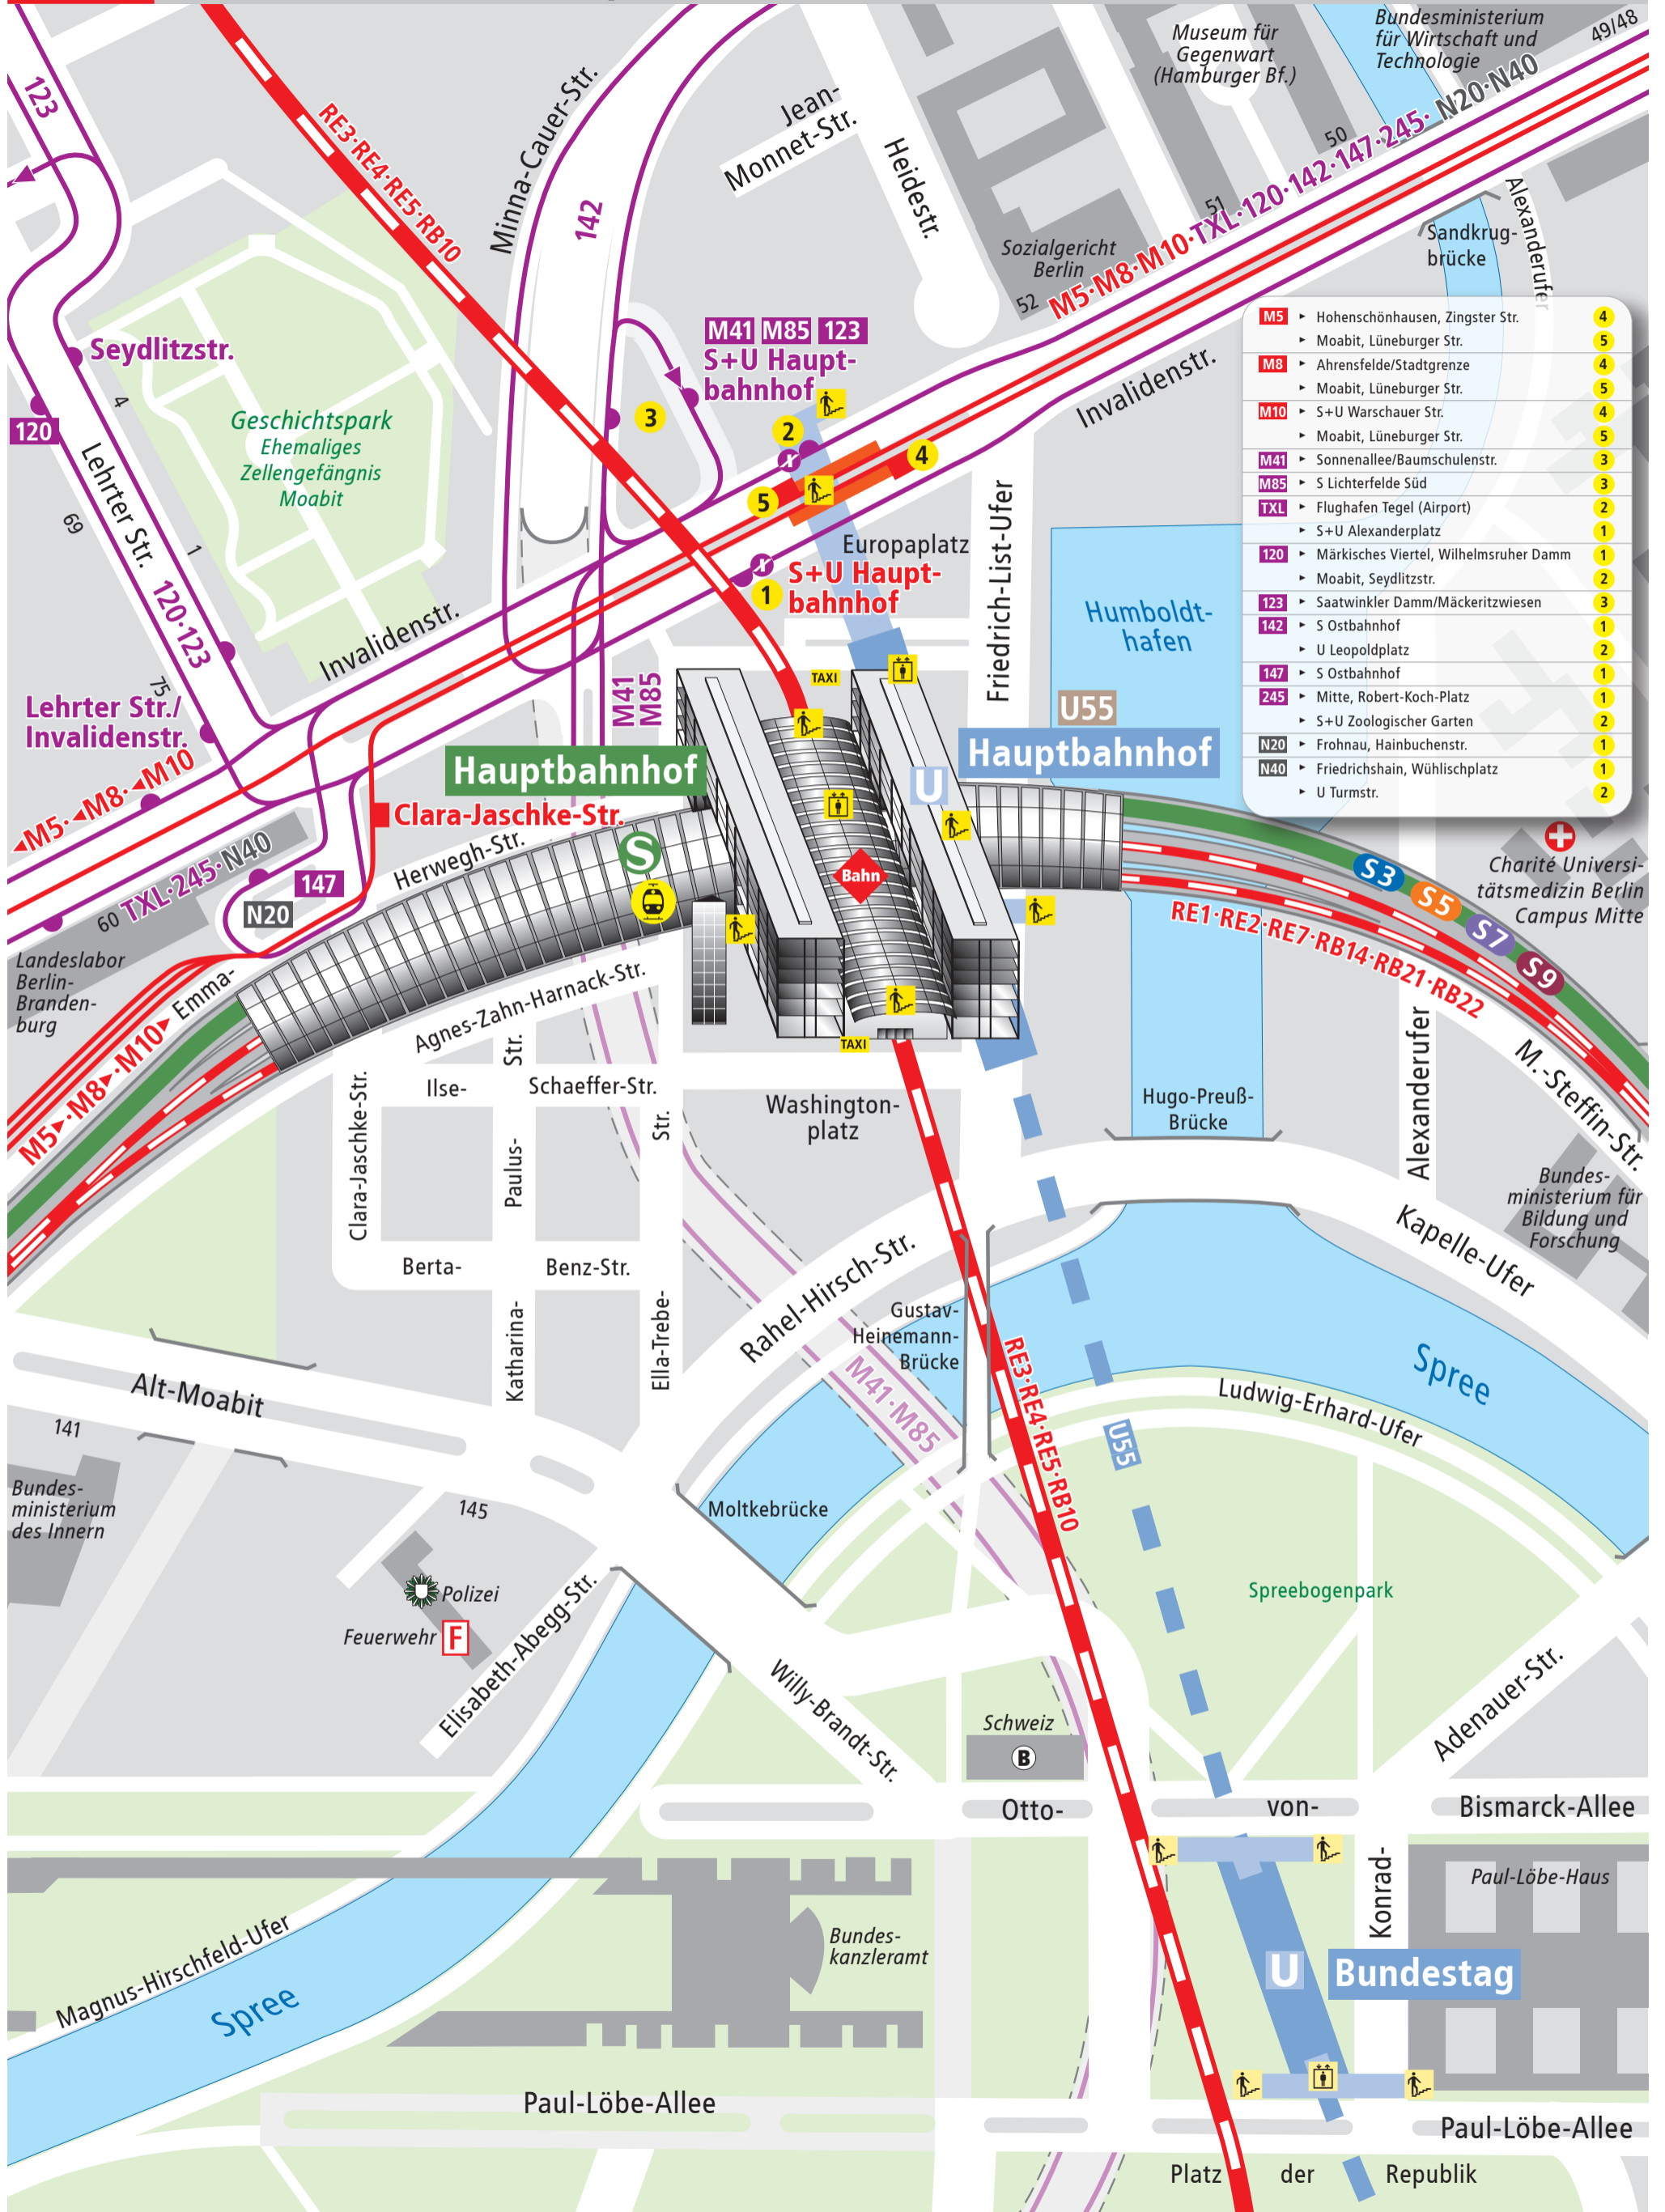 123
RE3·RE4·RE5·RB10
Minna-Cauer-Str.
142
Jean-
Monnet-Str.
Heidestr.
Museum für
Gegenwart
(Hamburger Bf.)
Bundesministerium
für Wirtschaft und
Technologie
49/48
50
51
52
M5·M8·M10·TXL·120·142·147·245·N20·N40
Sozialgericht
Berlin
Sandkrug-
brücke
Alexanderufer
Seydlitzstr.
120
4
Lehrter Str.
69
1
120·123
75
Geschichtspark
Ehemaliges
Zellengefängnis
Moabit
M41 M85 123
S+U Haupt-
bahnhof
3
2
4
5
1
Invalidenstr.
Invalidenstr.
Europaplatz
S+U Haupt-
bahnhof
Friedrich-List-Ufer
Humboldt-
hafen
M5 ▸ Hohenschönhausen, Zingster Str. 4
▸ Moabit, Lüneburger Str. 5
M8 ▸ Ahrensfelde/Stadtgrenze 4
▸ Moabit, Lüneburger Str. 5
M10 ▸ S+U Warschauer Str. 4
▸ Moabit, Lüneburger Str. 5
M41 ▸ Sonnenallee/Baumschulenstr. 3
M85 ▸ S Lichterfelde Süd 3
TXL ▸ Flughafen Tegel (Airport) 2
▸ S+U Alexanderplatz 1
120 ▸ Märkisches Viertel, Wilhelmsruher Damm 1
▸ Moabit, Seydlitzstr. 2
123 ▸ Saatwinkler Damm/Mäckeritzwiesen 3
142 ▸ S Ostbahnhof 1
▸ U Leopoldplatz 2
147 ▸ S Ostbahnhof 1
245 ▸ Mitte, Robert-Koch-Platz 1
▸ S+U Zoologischer Garten 2
N20 ▸ Frohnau, Hainbuchenstr. 1
N40 ▸ Friedrichshain, Wühlischplatz 1
▸ U Turmstr. 2
Lehrter Str./
Invalidenstr.
◂M5·◂M8·◂M10
M41
M85
TAXI
U55
Hauptbahnhof
Hauptbahnhof
U
Clara-Jaschke-Str.
Herwegh-Str.
S
Bahn
60
TXL·245·N40
147
N20
Landeslabor
Berlin-
Branden-
burg
Emma-
M5▸·M8▸·M10▸
S3
S5
S7
S9
RE1·RE2·RE7·RB14·RB21·RB22
Charité Universi-
tätsmedizin Berlin
Campus Mitte
Agnes-Zahn-Harnack-Str.
TAXI
Clara-Jaschke-Str.
Ilse-
Schaeffer-Str.
Str.
Paulus-
Katharina-
Str.
Ella-Trebe-
Berta-
Benz-Str.
Washington-
platz
Hugo-Preuß-
Brücke
Alexanderufer
M.-Steffin-Str.
Bundes-
ministerium für
Bildung und
Forschung
Kapelle-Ufer
Rahel-Hirsch-Str.
Gustav-
Heinemann-
Brücke
M41·M85
RE3·RE4·RE5·RB10
U55
Spree
Ludwig-Erhard-Ufer
Alt-Moabit
141
145
Bundes-
ministerium
des Innern
Moltkebrücke
Polizei
Feuerwehr F
Elisabeth-Abegg-Str.
Willy-Brandt-Str.
Spreebogenpark
Schweiz
B
Adenauer-Str.
Otto-
von-
Bismarck-Allee
Konrad-
Paul-Löbe-Haus
Bundes-
kanzleramt
Magnus-Hirschfeld-Ufer
Spree
U
Bundestag
Paul-Löbe-Allee
Paul-Löbe-Allee
Platz
der
Republik